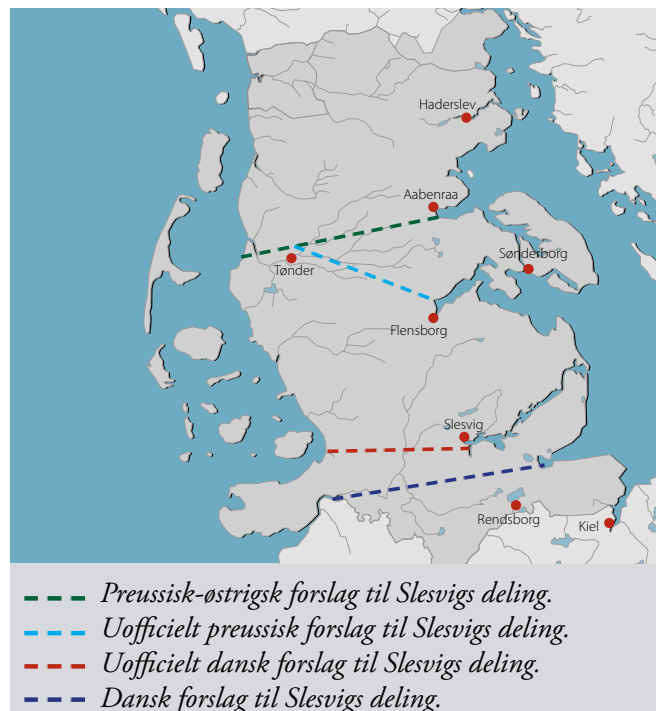 Haderslev
Aabenraa
Sønderborg
Tønder
Flensborg
Slesvig
Rendsborg
Kiel
Preussisk-østrigsk forslag til Slesvigs deling.
Uofficielt preussisk forslag til Slesvigs deling.
Uofficielt dansk forslag til Slesvigs deling.
Dansk forslag til Slesvigs deling.